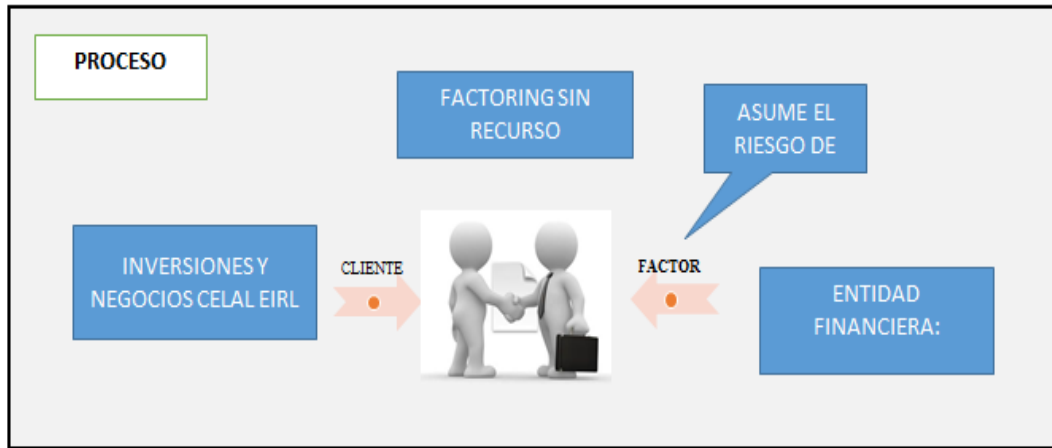 PROCESO
FACTORING SIN
RECURSO
ASUME EL
RIESGO DE
INVERSIONES Y
NEGOCIOS CELAL EIRL
CLIENTE
FACTOR
ENTIDAD
FINANCIERA: